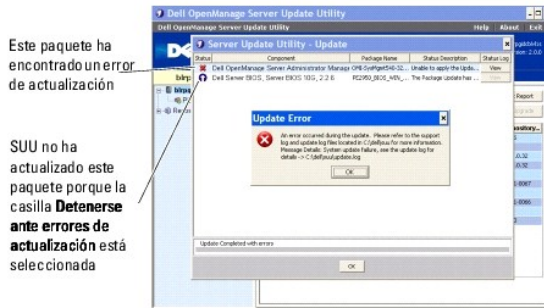 Dell OpenManage Server Update Utility
Dell OpenManage Server Update Utility
Help About Exit
Este paquete ha
encontrado un error
de actualización
SUU no ha
actualizado este
paquete porque la
casilla Detenerse
ante errores de
actualización está
seleccionada
Server Update Utility - Update
Status Component Package Name Status Description Status Log
Dell OpenManage Server Administrator Manag Unable to apply the Upda... View
Dell Server BIOS, Server BIOS 10G, 2.2.6 The Package Update has ...
Update Error
An error occurred during the update. Please refer to the support
log and update log files located in C:\dell\suu for more information.
Message Details: System update failure, see the update log for
details -> C:\dell\suu\update.log
OK
Update Completed with errors
OK
Report